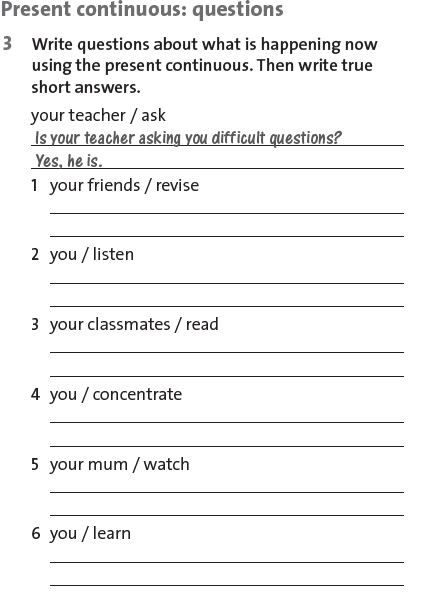 Present continuous: questions
3 Write questions about what is happening now
using the present continuous. Then write true
short answers.
your teacher / ask
Is your teacher asking you difficult questions?
Yes, he is.
1 your friends / revise
2 you / listen
3 your classmates / read
4 you / concentrate
5 your mum / watch
6 you / learn